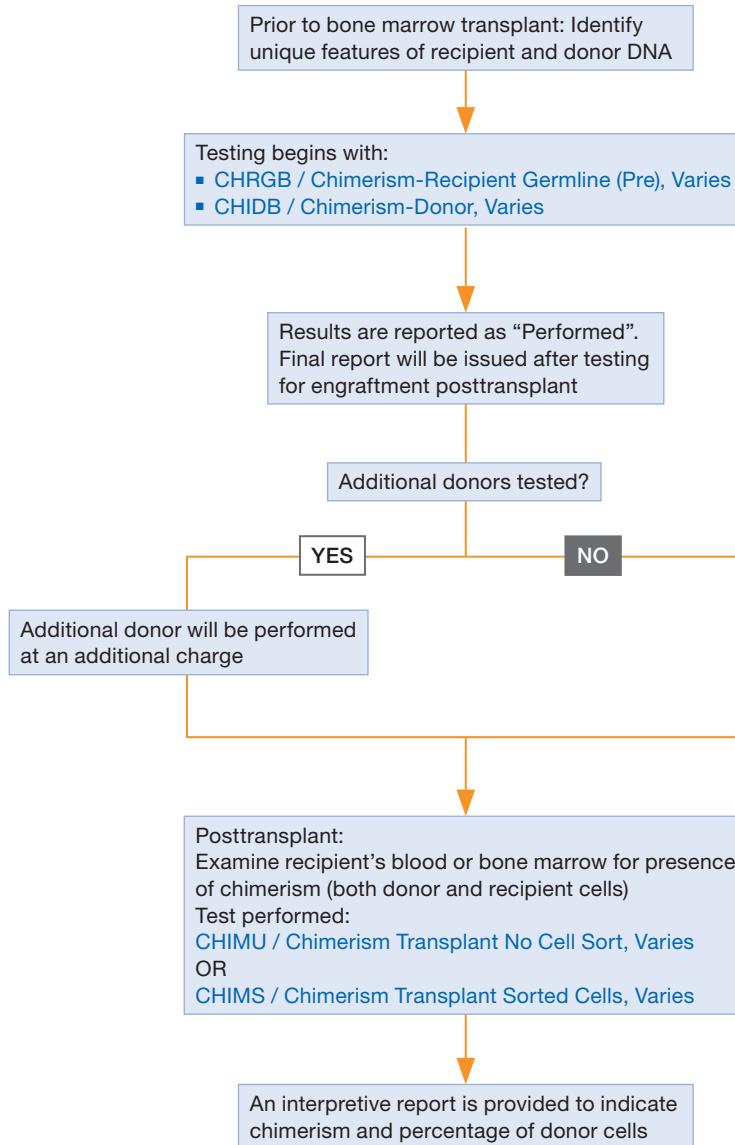 Prior to bone marrow transplant: Identify
unique features of recipient and donor DNA
Testing begins with:
▪ CHRGB / Chimerism-Recipient Germline (Pre), Varies
▪ CHIDB / Chimerism-Donor, Varies
Results are reported as “Performed”.
Final report will be issued after testing
for engraftment posttransplant
Additional donors tested?
YES
NO
Additional donor will be performed
at an additional charge
Posttransplant:
Examine recipient’s blood or bone marrow for presence
of chimerism (both donor and recipient cells)
Test performed:
CHIMU / Chimerism Transplant No Cell Sort, Varies
OR
CHIMS / Chimerism Transplant Sorted Cells, Varies
An interpretive report is provided to indicate
chimerism and percentage of donor cells